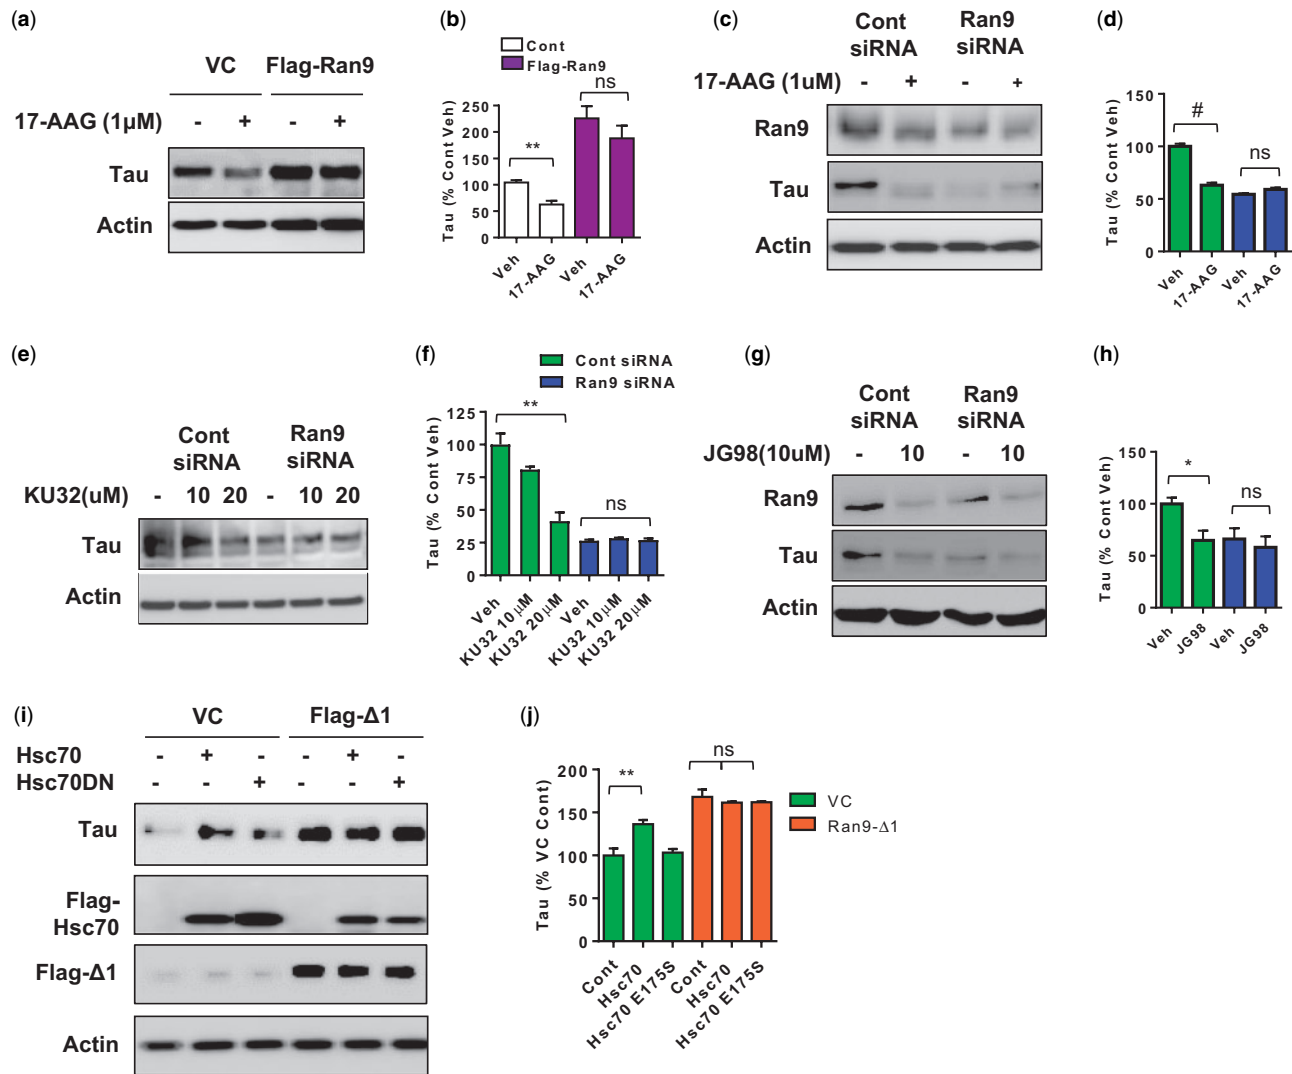 (a)
VC Flag-Ran9
17-AAG (1μM) - + - +
Tau
Actin
(b)
Cont
Flag-Ran9
Tau (% Cont Veh)
250
200
150
100
50
0
** ns
Veh 17-AAG Veh 17-AAG
(c)
Cont siRNA Ran9 siRNA
17-AAG (1uM) - + - +
Ran9
Tau
Actin
(d)
Tau (% Cont Veh)
150
100
50
0
# ns
Veh 17-AAG Veh 17-AAG
(e)
Cont siRNA Ran9 siRNA
KU32(uM) - 10 20 - 10 20
Tau
Actin
(f)
Cont siRNA
Ran9 siRNA
Tau (% Cont Veh)
125
100
75
50
25
0
** ns
Veh KU32 10μM KU32 20μM Veh KU32 10μM KU32 20μM
(g)
Cont siRNA Ran9 siRNA
JG98(10uM) - 10 - 10
Ran9
Tau
Actin
(h)
Tau (% Cont Veh)
150
100
50
0
* ns
Veh JG98 Veh JG98
(i)
VC Flag-Δ1
Hsc70 - + - - + -
Hsc70DN - - + - - +
Tau
Flag-
Hsc70
Flag-Δ1
Actin
(j)
Tau (% VC Cont)
200
150
100
50
0
** ns
VC
Ran9-Δ1
Cont Hsc70 Hsc70 E175S Cont Hsc70 Hsc70 E175S